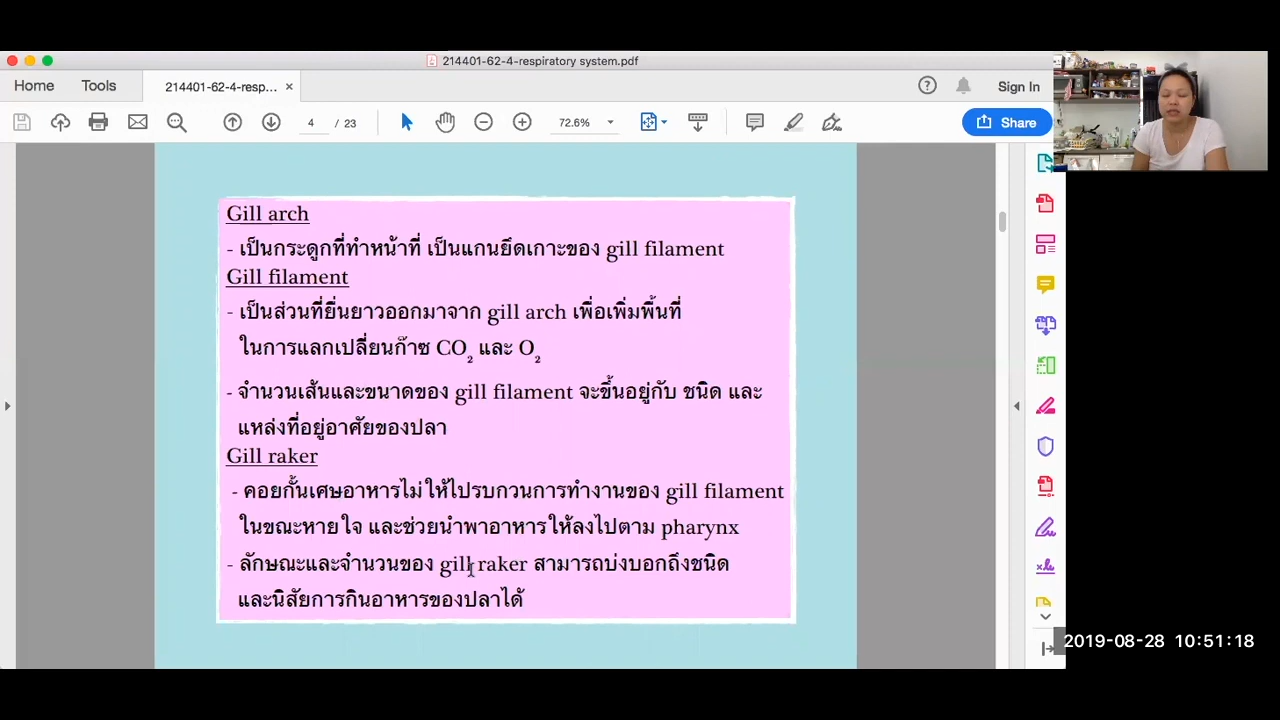 214401-62-4-respiratory system.pdf
Home Tools 214401-62-4-resp... × Sign In
4 / 23 72.6% Share
Gill arch
- เป็นกระดูกที่ทำหน้าที่ เป็นแกนยึดเกาะของ gill filament
Gill filament
- เป็นส่วนที่ยื่นยาวออกมาจาก gill arch เพื่อเพิ่มพื้นที่
ในการแลกเปลี่ยนก๊าซ CO₂ และ O₂
- จำนวนเส้นและขนาดของ gill filament จะขึ้นอยู่กับ ชนิด และ
แหล่งที่อยู่อาศัยของปลา
Gill raker
- คอยกั้นเศษอาหารไม่ให้ไปรบกวนการทำงานของ gill filament
ในขณะหายใจ และช่วยนำพาอาหารให้ลงไปตาม pharynx
- ลักษณะและจำนวนของ gill raker สามารถบ่งบอกถึงชนิด
และนิสัยการกินอาหารของปลาได้
2019-08-28 10:51:18